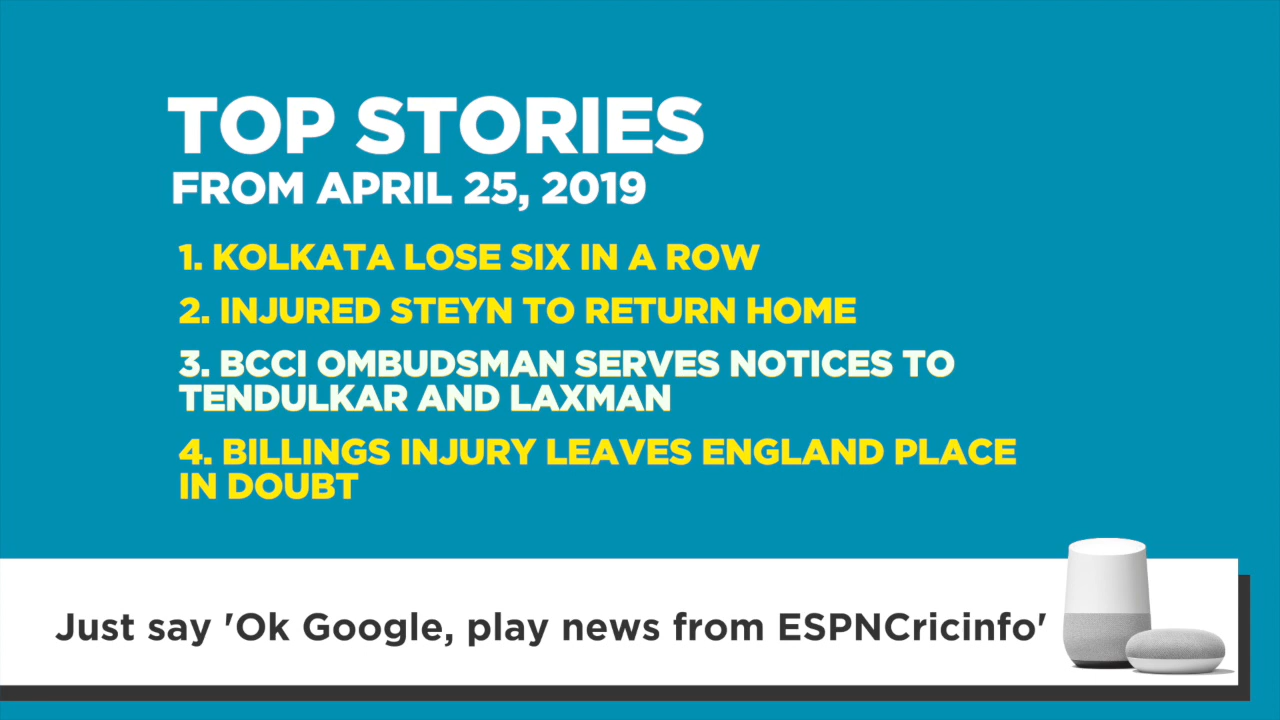 TOP STORIES
FROM APRIL 25, 2019
1. KOLKATA LOSE SIX IN A ROW
2. INJURED STEYN TO RETURN HOME
3. BCCI OMBUDSMAN SERVES NOTICES TO
TENDULKAR AND LAXMAN
4. BILLINGS INJURY LEAVES ENGLAND PLACE
IN DOUBT
Just say 'Ok Google, play news from ESPNCricinfo'